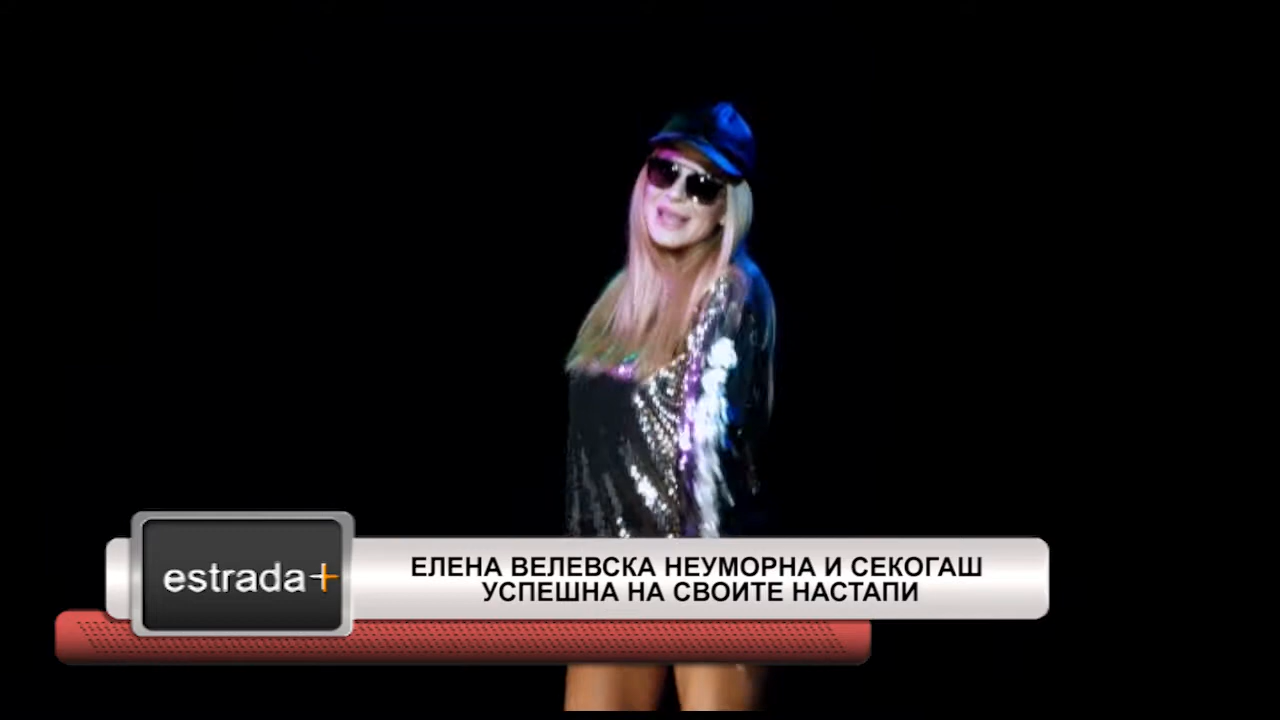 estrada+
ЕЛЕНА ВЕЛЕВСКА НЕУМОРНА И СЕКОГАШ
УСПЕШНА НА СВОИТЕ НАСТАПИ